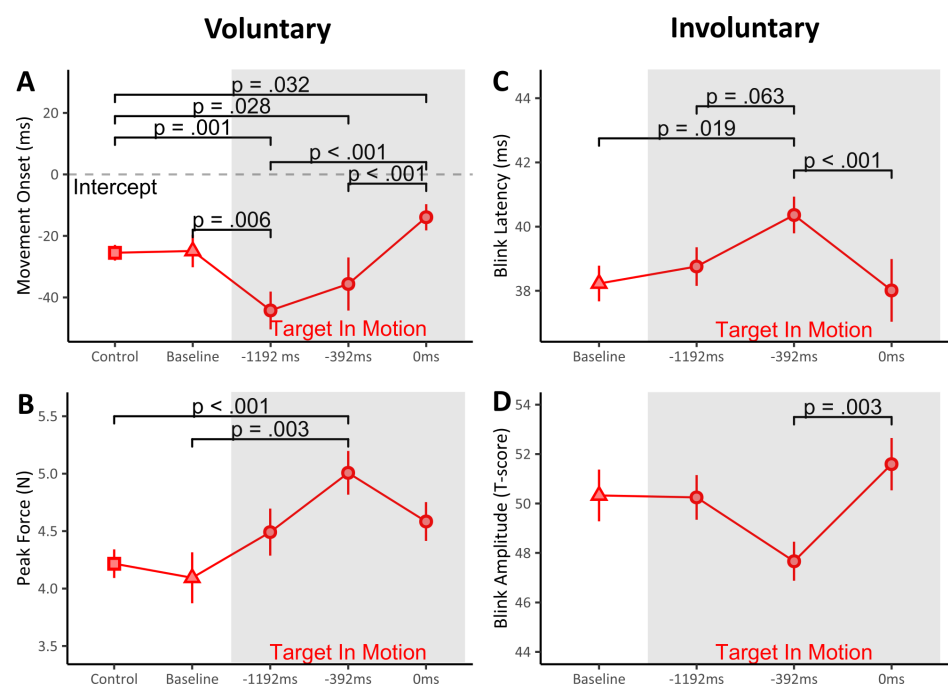 Voluntary
Involuntary
A
Movement Onset (ms)
20
0
-20
-40
p = .032
p = .028
p = .001
p < .001
p < .001
Intercept
p = .006
Target In Motion
Control
Baseline
-1192 ms
-392ms
0ms
C
Blink Latency (ms)
44
42
40
38
p = .063
p = .019
p < .001
Target In Motion
Baseline
-1192ms
-392ms
0ms
B
Peak Force (N)
5.5
5.0
4.5
4.0
3.5
p < .001
p = .003
Target In Motion
Control
Baseline
-1192ms
-392ms
0ms
D
Blink Amplitude (T-score)
54
52
50
48
46
44
p = .003
Target In Motion
Baseline
-1192ms
-392ms
0ms